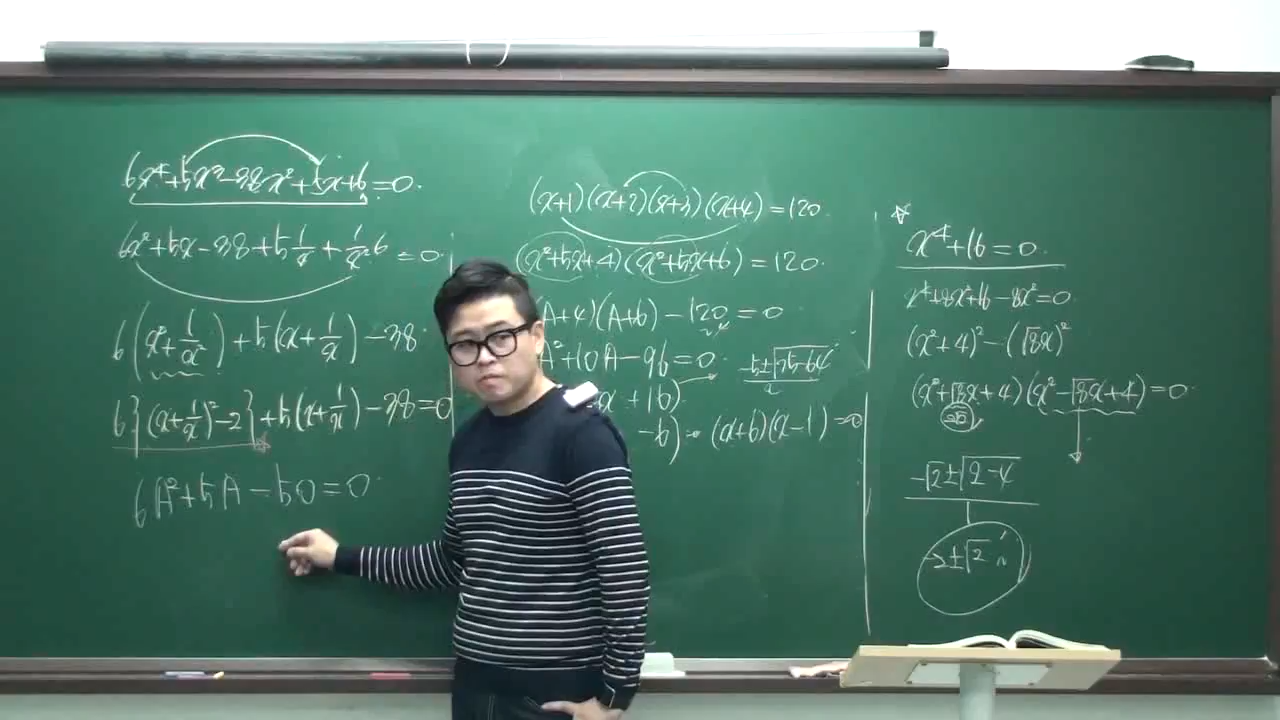 6x⁴+5x³-38x²+5x+6=0.
6x²+5x-38+5 1/x + 1/x² 6 = 0.
6(x²+1/x²)+5(x+1/x)-38
6{(x+1/x)²-2}+5(x+1/x)-38=0
6A²+5A-50=0
(x+1)(x+2)(x+3)(x+4)=120.
(x²+5x+4)(x²+5x+6)=120.
(A+4)(A+6)-120=0
A²+10A-96=0.
x+16)
-6) (x+6)(x-1)=0
x⁴+16=0.
x⁴+8x²+16-8x²=0.
(x²+4)²-(√8x)²
(x²+√8x+4)(x²-√8x+4)=0.
-√2±√2-4